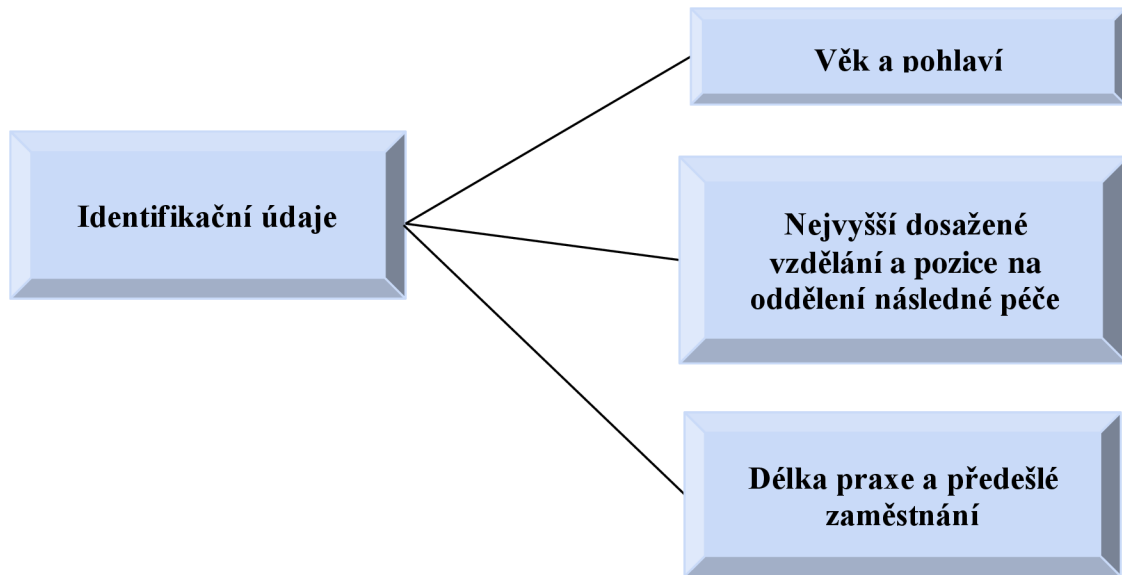 Věk a pohlaví
Identifikační údaje
Nejvyšší dosažené
vzdělání a pozice na
oddělení následné péče
Délka praxe a předešlé
zaměstnání